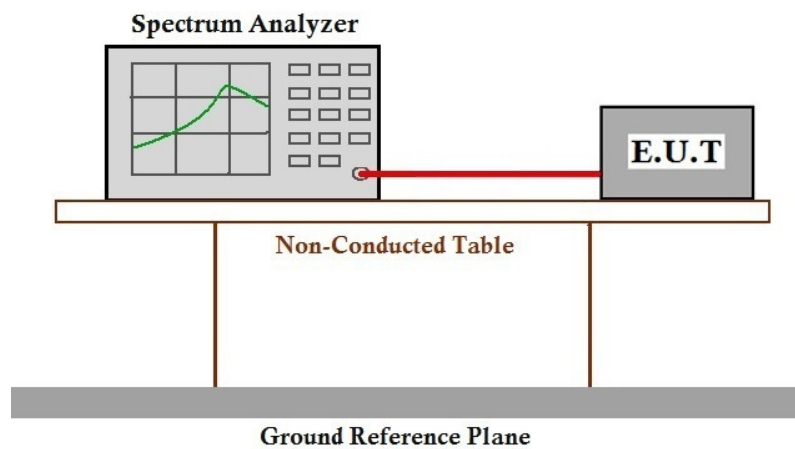 Spectrum Analyzer
E.U.T
Non-Conducted Table
Ground Reference Plane